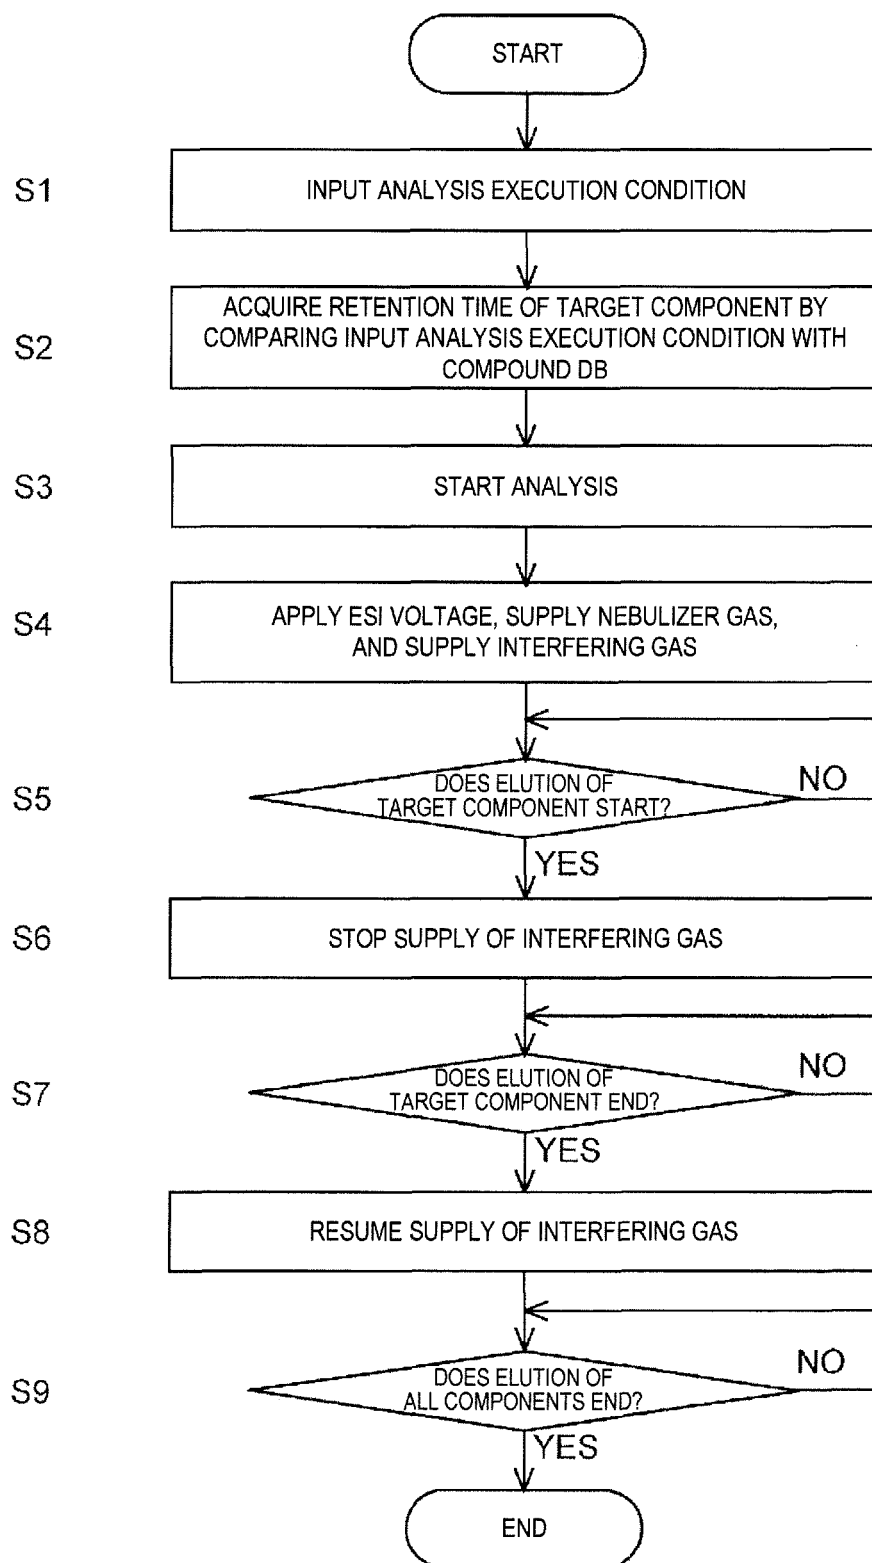 START
S1
INPUT ANALYSIS EXECUTION CONDITION
S2
ACQUIRE RETENTION TIME OF TARGET COMPONENT BY
COMPARING INPUT ANALYSIS EXECUTION CONDITION WITH
COMPOUND DB
S3
START ANALYSIS
S4
APPLY ESI VOLTAGE, SUPPLY NEBULIZER GAS,
AND SUPPLY INTERFERING GAS
S5
DOES ELUTION OF
TARGET COMPONENT START?
NO
YES
S6
STOP SUPPLY OF INTERFERING GAS
S7
DOES ELUTION OF
TARGET COMPONENT END?
NO
YES
S8
RESUME SUPPLY OF INTERFERING GAS
S9
DOES ELUTION OF
ALL COMPONENTS END?
NO
YES
END